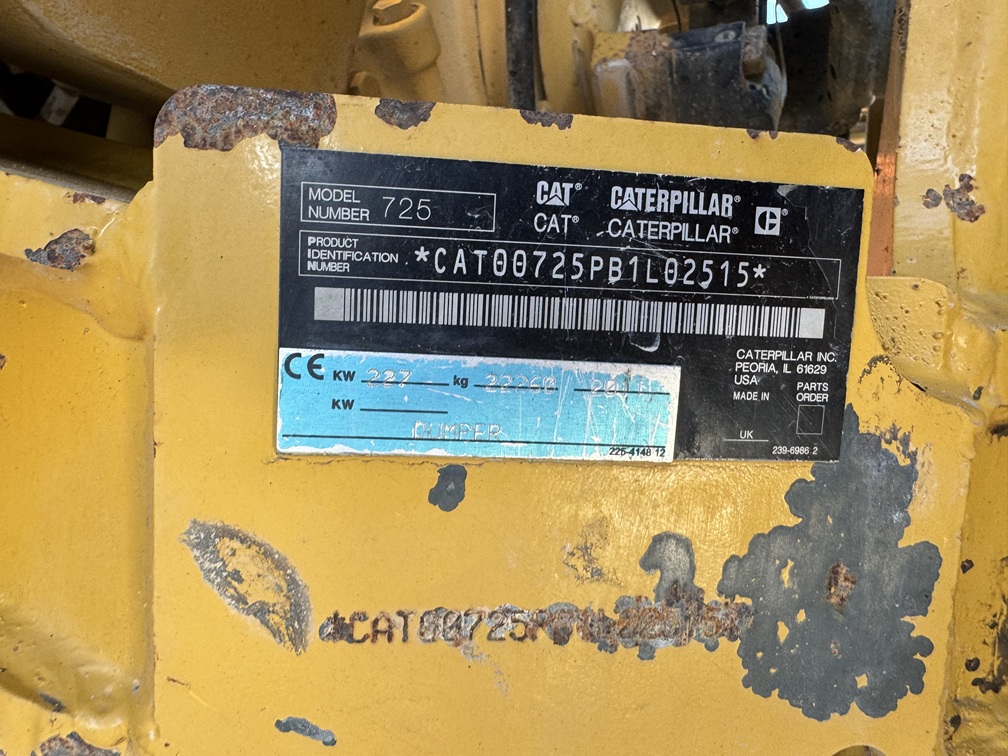 MODEL
NUMBER 725
CAT® CATERPILLAR®
CAT® CATERPILLAR®
PRODUCT
IDENTIFICATION
NUMBER
*CAT00725PB1L02515*
CE KW 227 kg 22260
KW
DUMPER
225-4148 12
CATERPILLAR INC.
PEORIA, IL 61629
USA
MADE IN
UK
PARTS
ORDER
239-6986 2